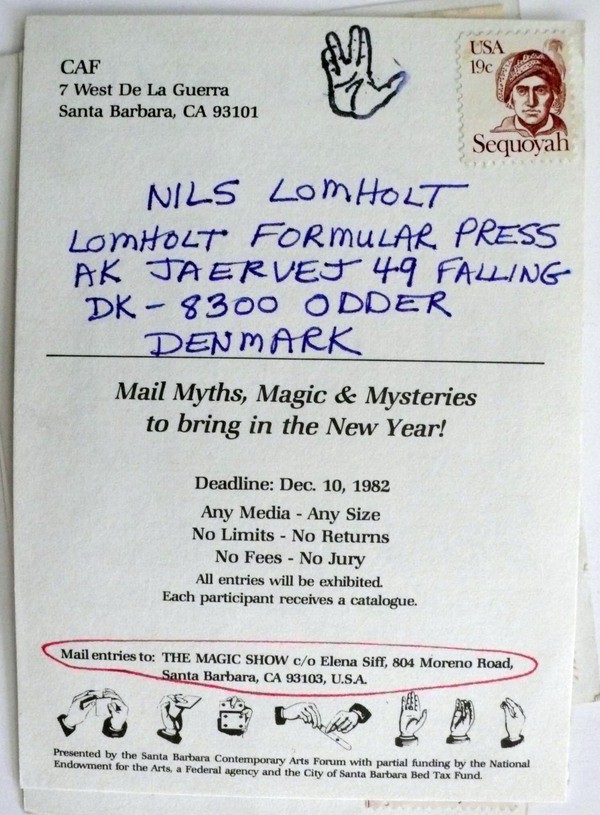 CAF
7 West De La Guerra
Santa Barbara, CA 93101
USA
19c
Sequoyah
NILS LOMHOLT
LOMHOLT FORMULAR PRESS
AK JAERVEJ 49 FALLING
DK - 8300 ODDER
DENMARK
Mail Myths, Magic & Mysteries
to bring in the New Year!
Deadline: Dec. 10, 1982
Any Media - Any Size
No Limits - No Returns
No Fees - No Jury
All entries will be exhibited.
Each participant receives a catalogue.
Mail entries to: THE MAGIC SHOW c/o Elena Siff, 804 Moreno Road,
Santa Barbara, CA 93103, U.S.A.
Presented by the Santa Barbara Contemporary Arts Forum with partial funding by the National
Endowment for the Arts, a Federal agency and the City of Santa Barbara Bed Tax Fund.